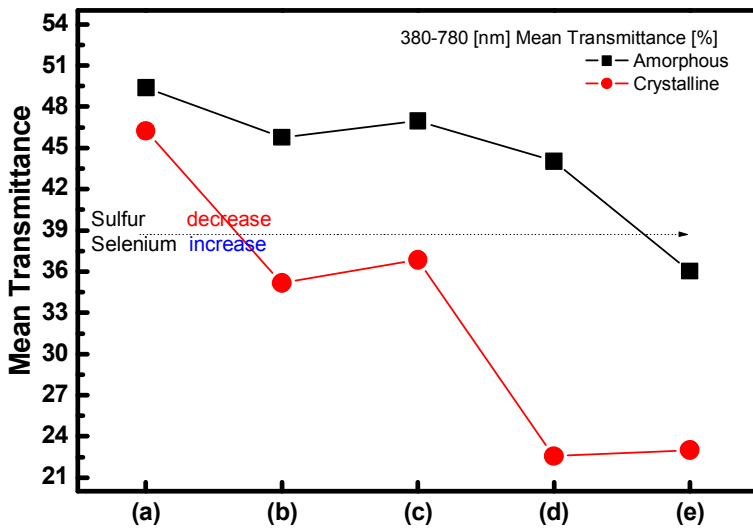 54
51
48
45
42
39
36
33
30
27
24
21
Mean Transmittance
380-780 [nm] Mean Transmittance [%]
Amorphous
Crystalline
Sulfur decrease
Selenium increase
(a) (b) (c) (d) (e)